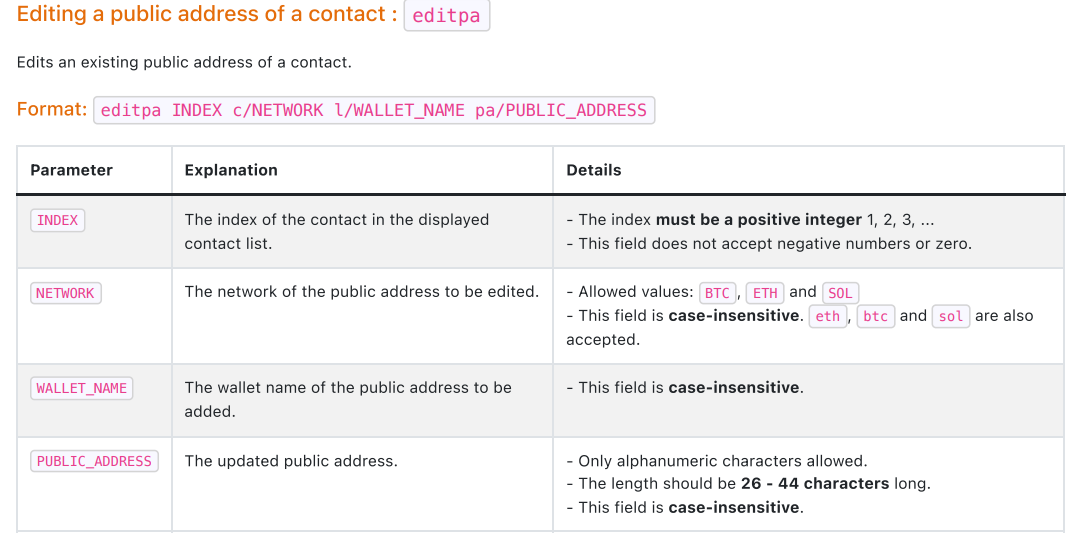 Editing a public address of a contact : editpa
Edits an existing public address of a contact.
Format: editpa INDEX c/NETWORK l/WALLET_NAME pa/PUBLIC_ADDRESS
Parameter Explanation Details
INDEX The index of the contact in the displayed contact list. - The index must be a positive integer 1, 2, 3, ...
- This field does not accept negative numbers or zero.
NETWORK The network of the public address to be edited. - Allowed values: BTC, ETH and SOL
- This field is case-insensitive. eth, btc and sol are also accepted.
WALLET_NAME The wallet name of the public address to be added. - This field is case-insensitive.
PUBLIC_ADDRESS The updated public address. - Only alphanumeric characters allowed.
- The length should be 26 - 44 characters long.
- This field is case-insensitive.